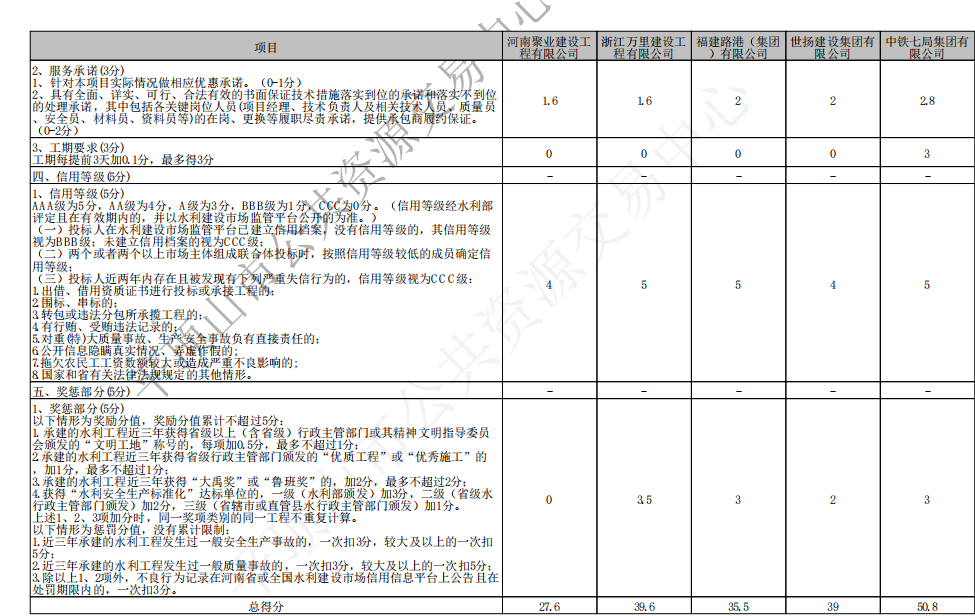 项目 河南聚业建设工程有限公司 浙江万里建设工程有限公司 福建路港（集团）有限公司 世扬建设集团有限公司 中铁七局集团有限公司
2、服务承诺(3分)
1、针对本项目实际情况做相应优惠承诺。（0-1分）
2、具有全面、详实、可行、合法有效的书面保证技术措施落实到位的承诺和落实不到位
的处理承诺，其中包括各关键岗位人员(项目经理、技术负责人及相关技术人员、质量员
、安全员、材料员、资料员等)的在岗、更换等履职尽责承诺，提供承包商履约保证。
（0-2分）
1.6 1.6 2 2 2.8
3、工期要求(3分)
工期每提前3天加0.1分，最多得3分
0 0 0 0 3
四、信用等级(5分) – – – – –
1、信用等级(5分)
AAA级为5分，AA级为4分，A级为3分，BBB级为1分，CCC为0分。（信用等级经水利部
评定且在有效期内的，并以水利建设市场监管平台公开的为准。）
（一）投标人在水利建设市场监管平台已建立信用档案，没有信用等级的，其信用等级
视为BBB级；未建立信用档案的视为CCC级；
（二）两个或者两个以上市场主体组成联合体投标时，按照信用等级较低的成员确定信
用等级；
（三）投标人近两年内存在且被发现有下列严重失信行为的，信用等级视为CCC级：
1.出借、借用资质证书进行投标或承接工程的；
2.围标、串标的；
3.转包或违法分包所承揽工程的；
4.有行贿、受贿违法记录的；
5.对重(特)大质量事故、生产安全事故负有直接责任的；
6.公开信息隐瞒真实情况、弄虚作假的；
7.拖欠农民工工资数额较大或造成严重不良影响的；
8.国家和省有关法律法规规定的其他情形。
4 5 5 4 5
五、奖惩部分(5分) – – – – –
1、奖惩部分(5分)
以下情形为奖励分值，奖励分值累计不超过5分：
1.承建的水利工程近三年获得省级以上（含省级）行政主管部门或其精神文明指导委员
会颁发的“文明工地”称号的，每项加0.5分，最多不超过1分；
2.承建的水利工程近三年获得省级行政主管部门颁发的“优质工程”或“优秀施工”的
，加1分，最多不超过1分；
3.承建的水利工程近三年获得“大禹奖”或“鲁班奖”的，加2分，最多不超过2分；
4.获得“水利安全生产标准化”达标单位的，一级（水利部颁发）加3分，二级（省级水
行政主管部门颁发）加2分，三级（省辖市或直管县水行政主管部门颁发）加1分。
上述1、2、3项加分时，同一奖项类别的同一工程不重复计算。
以下情形为惩罚分值，没有累计限制：
1.近三年承建的水利工程发生过一般安全生产事故的，一次扣3分，较大及以上的一次扣
5分；
2.近三年承建的水利工程发生过一般质量事故的，一次扣3分，较大及以上的一次扣5分；
3.除以上1、2项外，不良行为记录在河南省或全国水利建设市场信用信息平台上公告且在
处罚期限内的，一次扣3分。
0 3.5 3 2 3
总得分 27.6 39.6 35.5 39 50.8
平顶山市公共资源交易中心
平顶山市公共资源交易中心